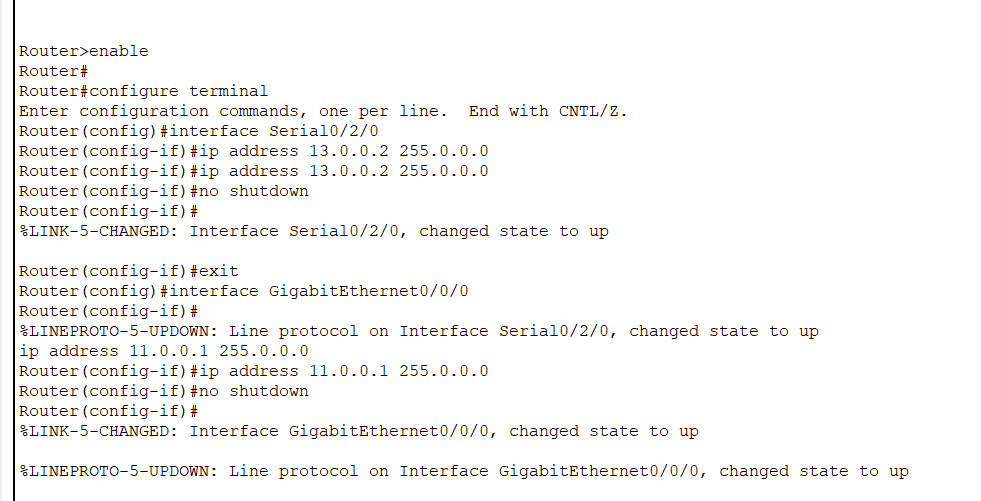 Router>enable
Router#
Router#configure terminal
Enter configuration commands, one per line.  End with CNTL/Z.
Router(config)#interface Serial0/2/0
Router(config-if)#ip address 13.0.0.2 255.0.0.0
Router(config-if)#ip address 13.0.0.2 255.0.0.0
Router(config-if)#no shutdown
Router(config-if)#
%LINK-5-CHANGED: Interface Serial0/2/0, changed state to up
Router(config-if)#exit
Router(config)#interface GigabitEthernet0/0/0
Router(config-if)#
%LINEPROTO-5-UPDOWN: Line protocol on Interface Serial0/2/0, changed state to up
ip address 11.0.0.1 255.0.0.0
Router(config-if)#ip address 11.0.0.1 255.0.0.0
Router(config-if)#no shutdown
Router(config-if)#
%LINK-5-CHANGED: Interface GigabitEthernet0/0/0, changed state to up
%LINEPROTO-5-UPDOWN: Line protocol on Interface GigabitEthernet0/0/0, changed state to up